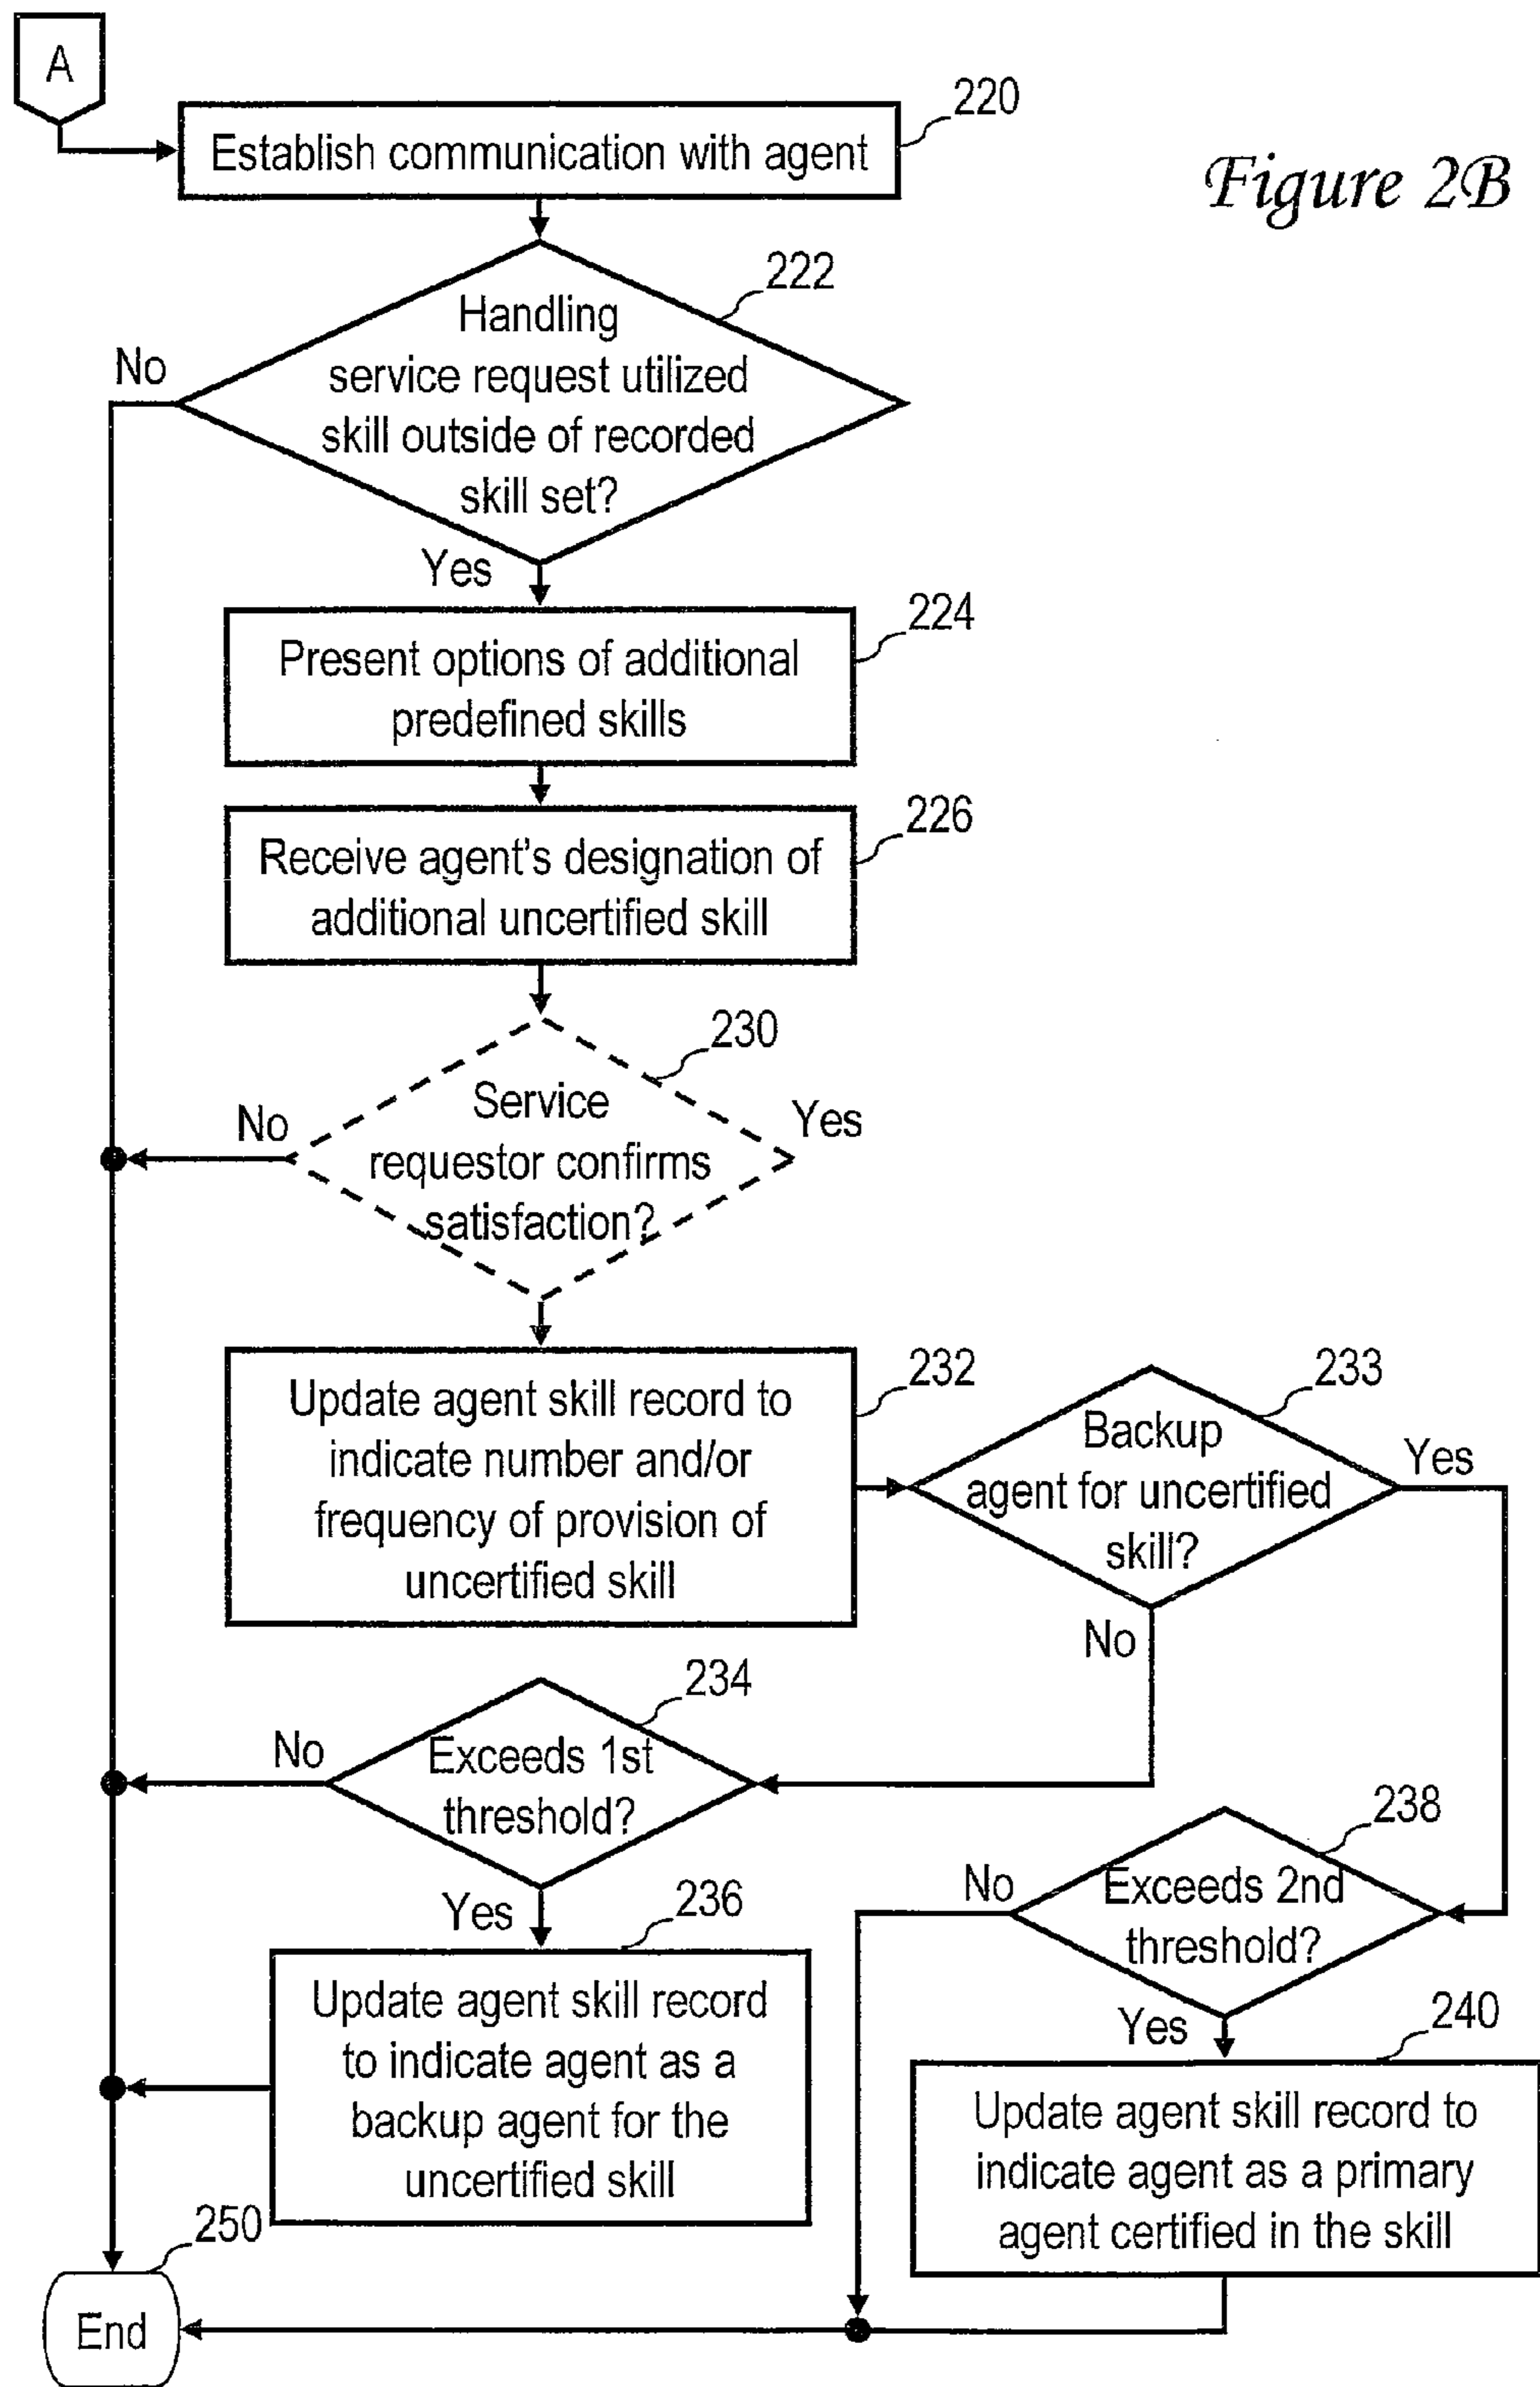 A
220
Establish communication with agent
Figure 2B
222
Handling
service request utilized
skill outside of recorded
skill set?
No
Yes
224
Present options of additional
predefined skills
226
Receive agent's designation of
additional uncertified skill
230
Service
requestor confirms
satisfaction?
No
Yes
232
Update agent skill record to
indicate number and/or
frequency of provision of
uncertified skill
233
Backup
agent for uncertified
skill?
Yes
No
234
Exceeds 1st
threshold?
No
Yes
236
Update agent skill record
to indicate agent as a
backup agent for the
uncertified skill
238
Exceeds 2nd
threshold?
No
Yes
240
Update agent skill record to
indicate agent as a primary
agent certified in the skill
250
End